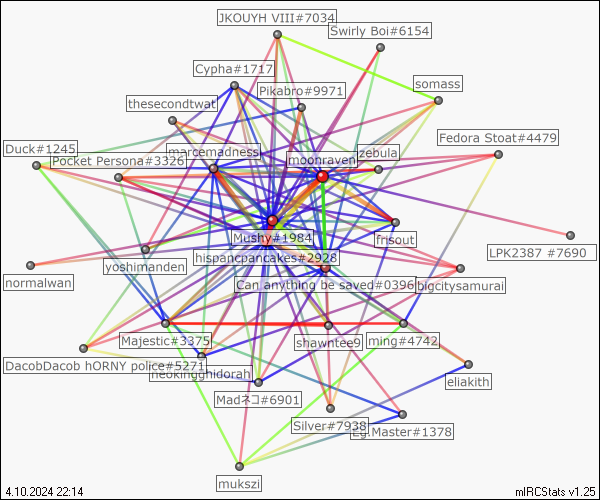 JKOUYH VIII#7034
Swirly Boi#6154
Cypha#1717
somass
Pikabro#9971
thesecondtwat
Fedora Stoat#4479
Duck#1245
Pocket Persona#3326
marcemadness
moonraven
zebula
Mushy#1984
frisout
LPK2387 #7690
hispancpancakes#2928
yoshimanden
normalwan
Can anything be saved#0396
bigcitysamurai
Majestic#3375
shawntee9
ming#4742
DacobDacob hORNY police#5271
neokingghidorah
eliakith
Madネコ#6901
Silver#7938
Eg.Master#1378
mukszi
4.10.2024 22:14
mIRCStats v1.25